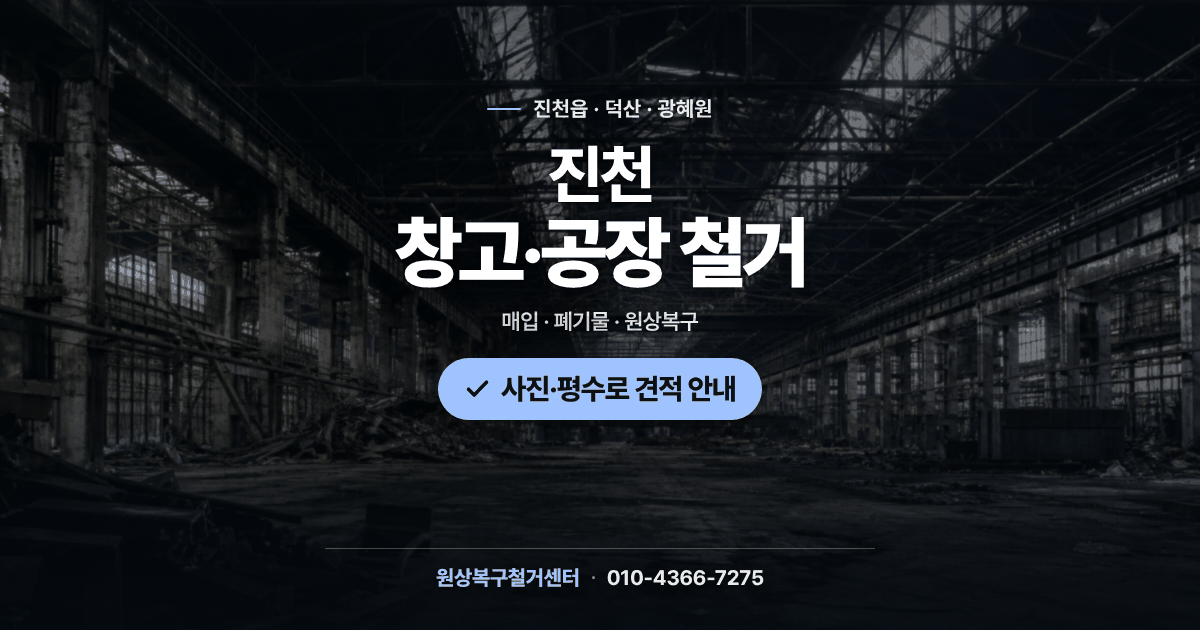 진천읍 · 덕산 · 광혜원
진천
창고·공장 철거
매입 · 폐기물 · 원상복구
사진·평수로 견적 안내
원상복구철거센터 · 010-4366-7275